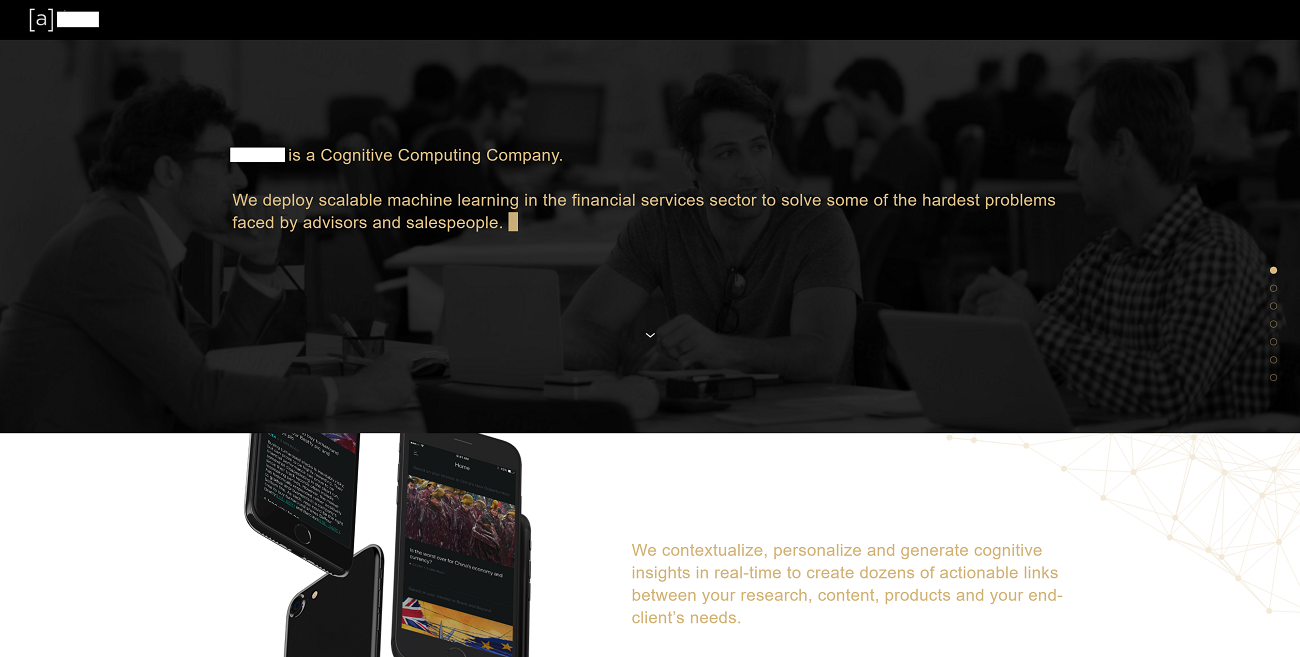 [a]
is a Cognitive Computing Company.
We deploy scalable machine learning in the financial services sector to solve some of the hardest problems
faced by advisors and salespeople.
Home
Is the worst over for China's economy and
currency?
We contextualize, personalize and generate cognitive
insights in real-time to create dozens of actionable links
between your research, content, products and your end-
client's needs.